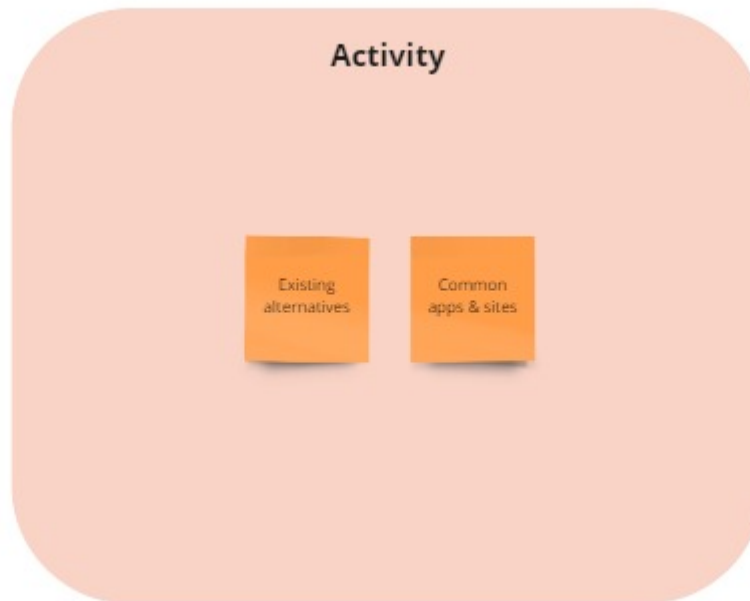 Activity
Existing
alternatives
Common
apps & sites